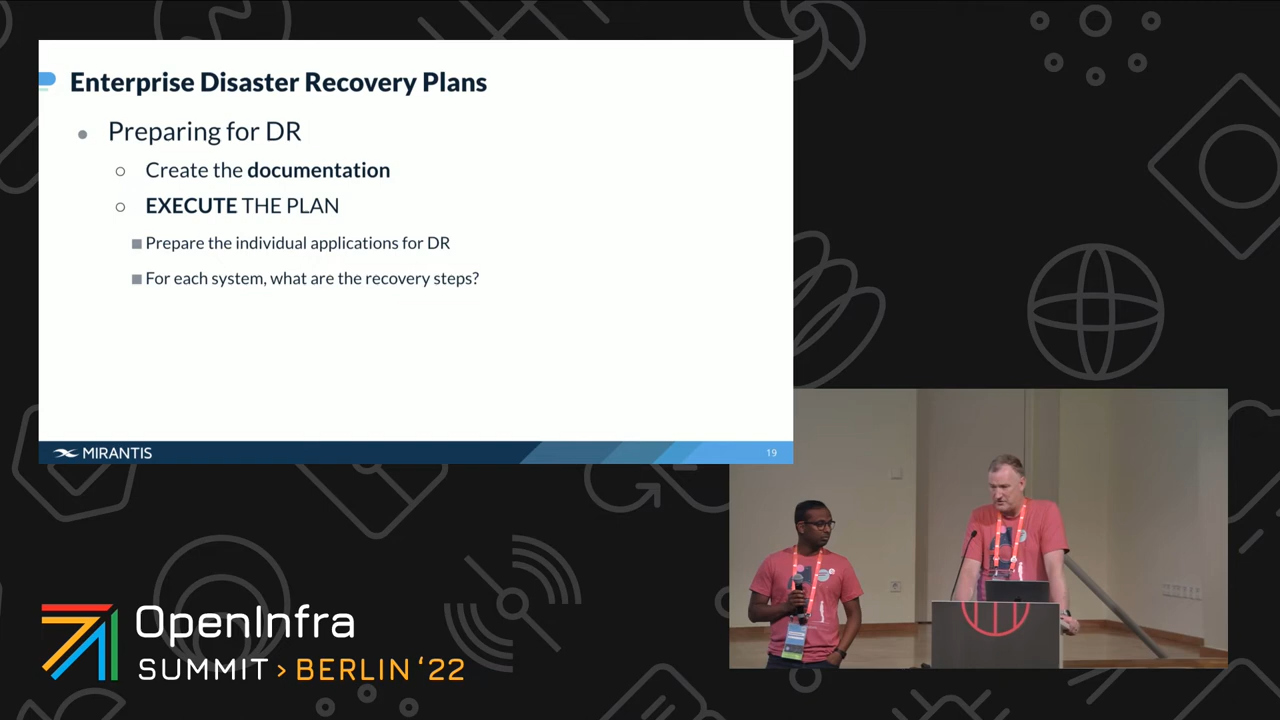 Enterprise Disaster Recovery Plans
Preparing for DR
Create the documentation
EXECUTE THE PLAN
Prepare the individual applications for DR
For each system, what are the recovery steps?
MIRANTIS
19
OpenInfra
SUMMIT > BERLIN ‘22